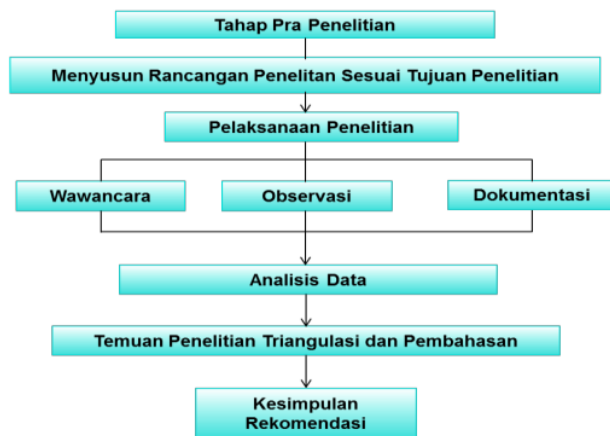 Tahap Pra Penelitian
Menyusun Rancangan Penelitan Sesuai Tujuan Penelitian
Pelaksanaan Penelitian
Wawancara
Observasi
Dokumentasi
Analisis Data
Temuan Penelitian Triangulasi dan Pembahasan
Kesimpulan
Rekomendasi